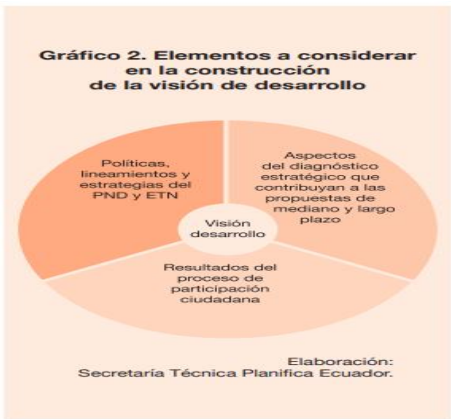 Gráfico 2. Elementos a considerar
en la construcción
de la visión de desarrollo
Políticas,
lineamientos y
estrategias del
PND y ETN
Aspectos
del diagnóstico
estratégico que
contribuyan a las
propuestas de
mediano y largo
plazo
Visión
desarrollo
Resultados del
proceso de
participación
ciudadana
Elaboración:
Secretaría Técnica Planifica Ecuador.